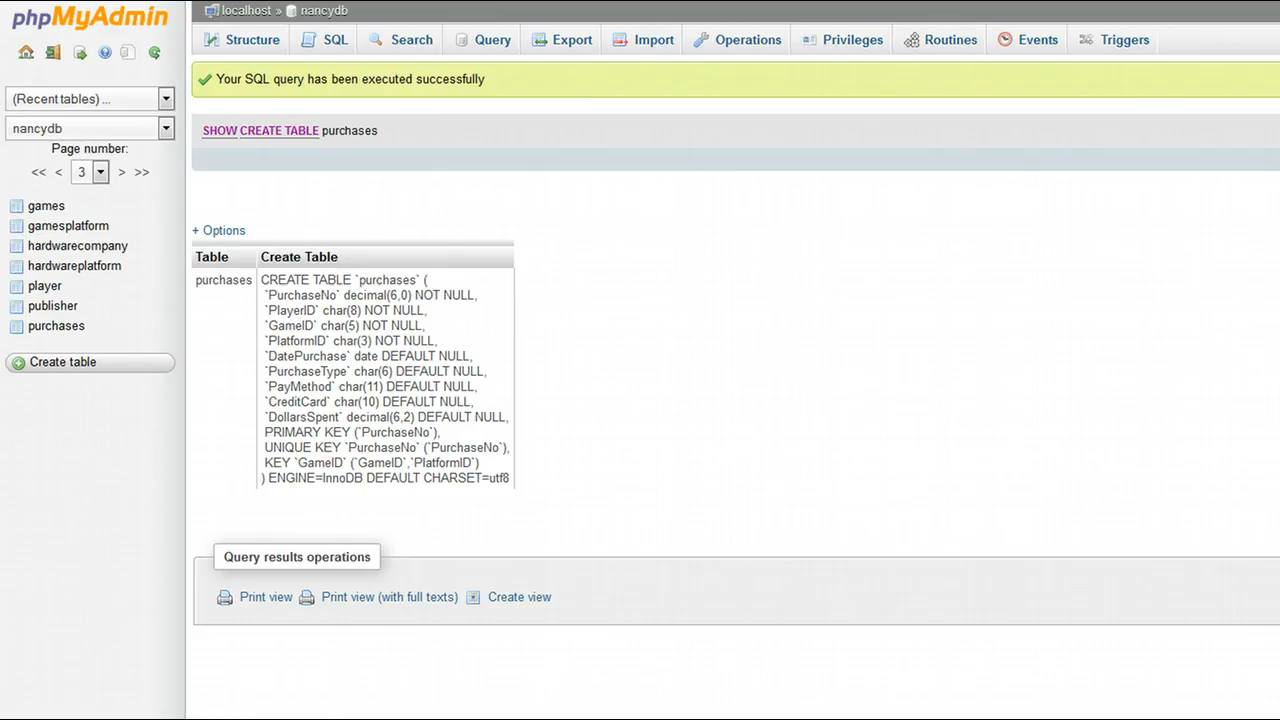 phpMyAdmin
localhost » nancydb
Structure SQL Search Query Export Import Operations Privileges Routines Events Triggers
Your SQL query has been executed successfully
(Recent tables) ...
nancydb
Page number:
<< < 3 > >>
games
gamesplatform
hardwarecompany
hardwareplatform
player
publisher
purchases
Create table
SHOW CREATE TABLE purchases
+ Options
Table Create Table
purchases CREATE TABLE `purchases` (
`PurchaseNo` decimal(6,0) NOT NULL,
`PlayerID` char(8) NOT NULL,
`GameID` char(5) NOT NULL,
`PlatformID` char(3) NOT NULL,
`DatePurchase` date DEFAULT NULL,
`PurchaseType` char(6) DEFAULT NULL,
`PayMethod` char(11) DEFAULT NULL,
`CreditCard` char(10) DEFAULT NULL,
`DollarsSpent` decimal(6,2) DEFAULT NULL,
PRIMARY KEY (`PurchaseNo`),
UNIQUE KEY `PurchaseNo` (`PurchaseNo`),
KEY `GameID` (`GameID`,`PlatformID`)
) ENGINE=InnoDB DEFAULT CHARSET=utf8
Query results operations
Print view Print view (with full texts) Create view